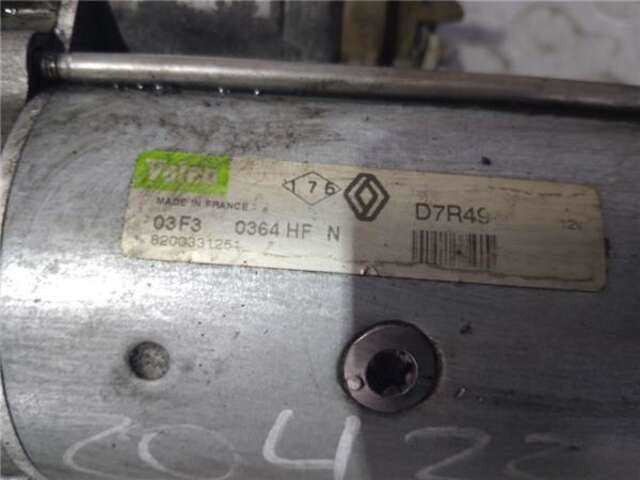 Valeo
176
D7R49
MADE IN FRANCE
12V
03F3 0364 HF N
8200331251
20422